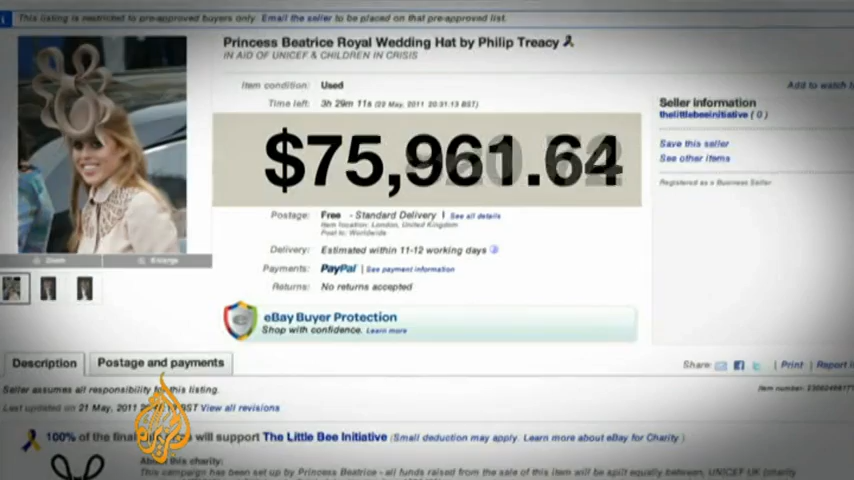 This listing is restricted to pre-approved buyers only. Email the seller to be placed on that pre-approved list.
Princess Beatrice Royal Wedding Hat by Philip Treacy
IN AID OF UNICEF & CHILDREN IN CRISIS
Item condition: Used
Add to watch
Time left: 3h 29m 11s (22 May, 2011 20:31:13 BST)
Seller information
thelittlebeeinitiative ( 0 )
$75,961.64
Save this seller
See other items
Registered as a Business Seller
Postage: Free - Standard Delivery | See all details
Item location: London, United Kingdom
Post to: Worldwide
Delivery: Estimated within 11-12 working days
Zoom Enlarge
Payments: PayPal | See payment information
Returns: No returns accepted
eBay Buyer Protection
Shop with confidence. Learn more
Description Postage and payments
Share: | Print | Report
Seller assumes all responsibility for this listing.
Item number:
Last updated on 21 May, 2011 BST View all revisions
100% of the final will support The Little Bee Initiative (Small deduction may apply. Learn more about eBay for Charity)
About this charity:
This campaign has been set up by Princess Beatrice - all funds raised from the sale of this item will be spilt equally between, UNICEF UK (charity